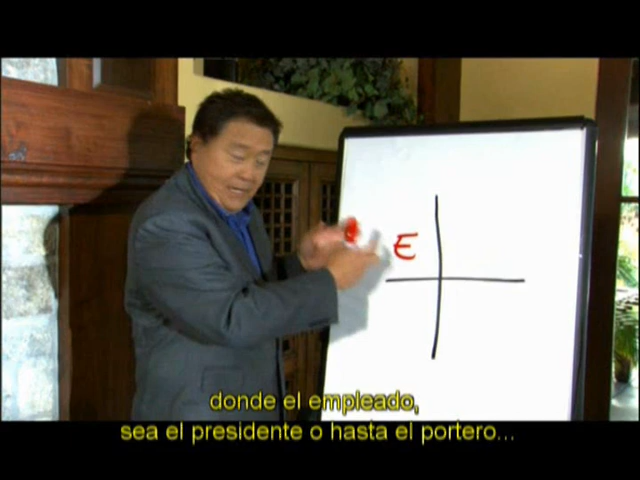 E
donde el empleado,
sea el presidente o hasta el portero...